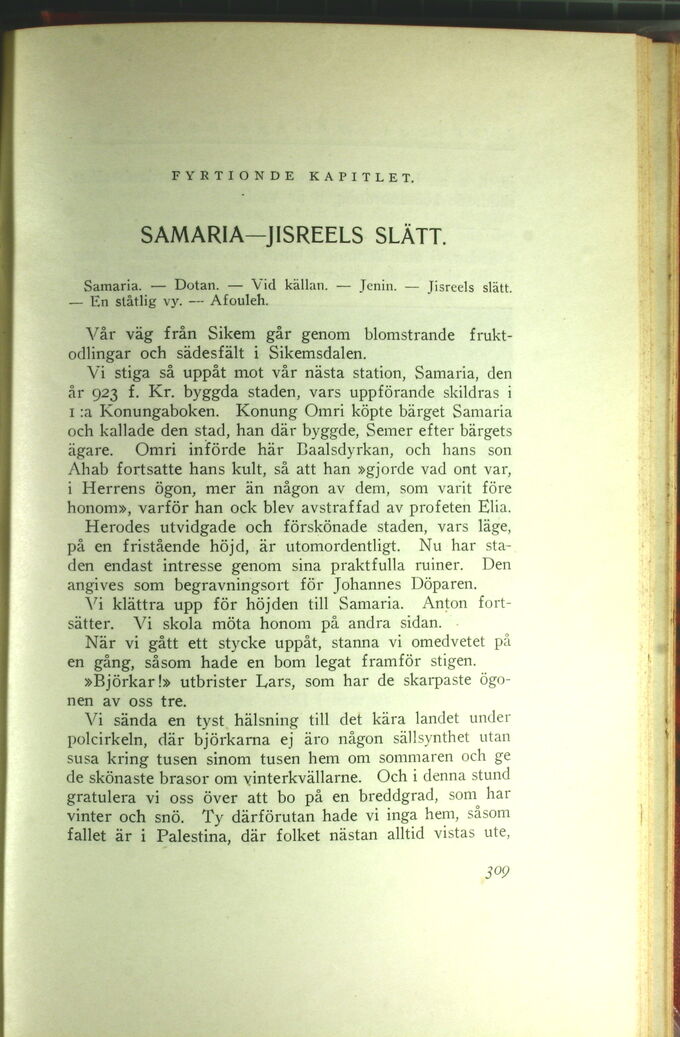 FYRTIONDE KAPITLET.
SAMARIA—JISREELS SLÄTT.
Samaria. — Dotan. — Vid källan. — Jenin. — Jisreels slätt.
— En ståtlig vy. — Afouleh.
Vår väg från Sikem går genom blomstrande frukt-
odlingar och sädesfält i Sikemsdalen.
Vi stiga så uppåt mot vår nästa station, Samaria, den
år 923 f. Kr. byggda staden, vars uppförande skildras i
1 :a Konungaboken. Konung Omri köpte bärget Samaria
och kallade den stad, han där byggde, Semer efter bärgets
ägare. Omri införde här Baalsdyrkan, och hans son
Ahab fortsatte hans kult, så att han »gjorde vad ont var,
i Herrens ögon, mer än någon av dem, som varit före
honom», varför han ock blev avstraffad av profeten Elia.
Herodes utvidgade och förskönade staden, vars läge,
på en fristående höjd, är utomordentligt. Nu har sta-
den endast intresse genom sina praktfulla ruiner. Den
angives som begravningsort för Johannes Döparen.
Vi klättra upp för höjden till Samaria. Anton fort-
sätter. Vi skola möta honom på andra sidan.
När vi gått ett stycke uppåt, stanna vi omedvetet på
en gång, såsom hade en bom legat framför stigen.
»Björkar!» utbrister Lars, som har de skarpaste ögo-
nen av oss tre.
Vi sända en tyst hälsning till det kära landet under
polcirkeln, där björkarna ej äro någon sällsynthet utan
susa kring tusen sinom tusen hem om sommaren och ge
de skönaste brasor om vinterkvällarne. Och i denna stund
gratulera vi oss över att bo på en breddgrad, som har
vinter och snö. Ty därförutan hade vi inga hem, såsom
fallet är i Palestina, där folket nästan alltid vistas ute,
309